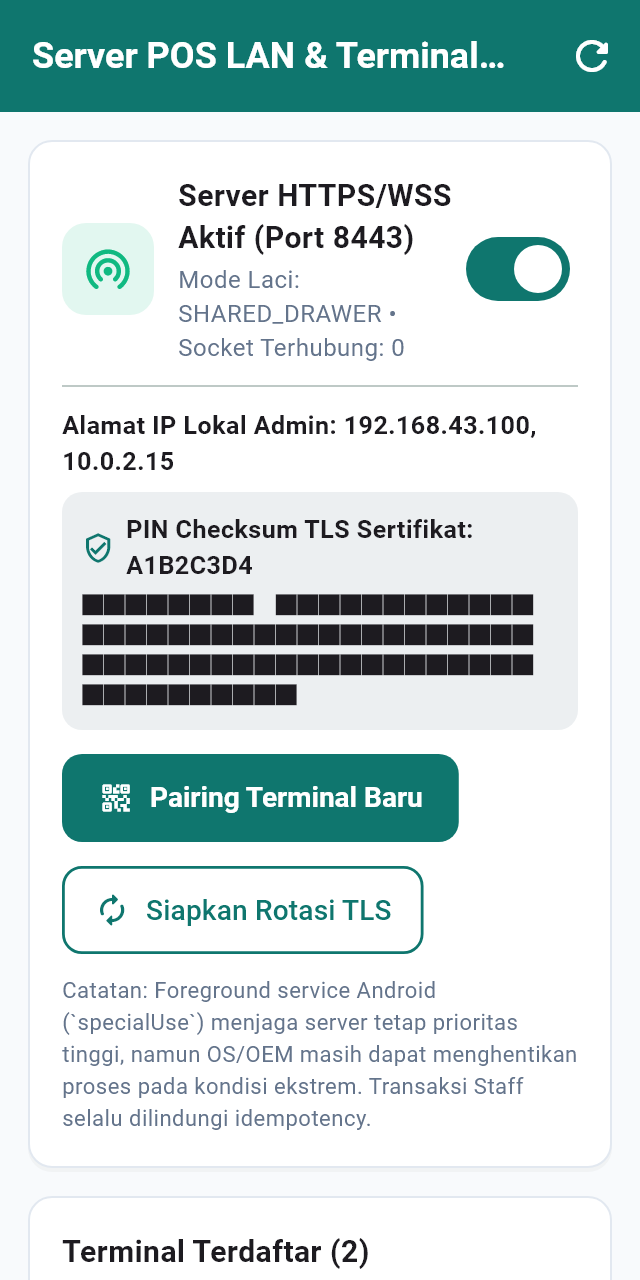 Server POS LAN & Terminal...
Server HTTPS/WSS
Aktif (Port 8443)
Mode Laci:
SHARED_DRAWER •
Socket Terhubung: 0
Alamat IP Lokal Admin: 192.168.43.100,
10.0.2.15
PIN Checksum TLS Sertifikat:
A1B2C3D4
Pairing Terminal Baru
Siapkan Rotasi TLS
Catatan: Foreground service Android
(`specialUse`) menjaga server tetap prioritas
tinggi, namun OS/OEM masih dapat menghentikan
proses pada kondisi ekstrem. Transaksi Staff
selalu dilindungi idempotency.
Terminal Terdaftar (2)